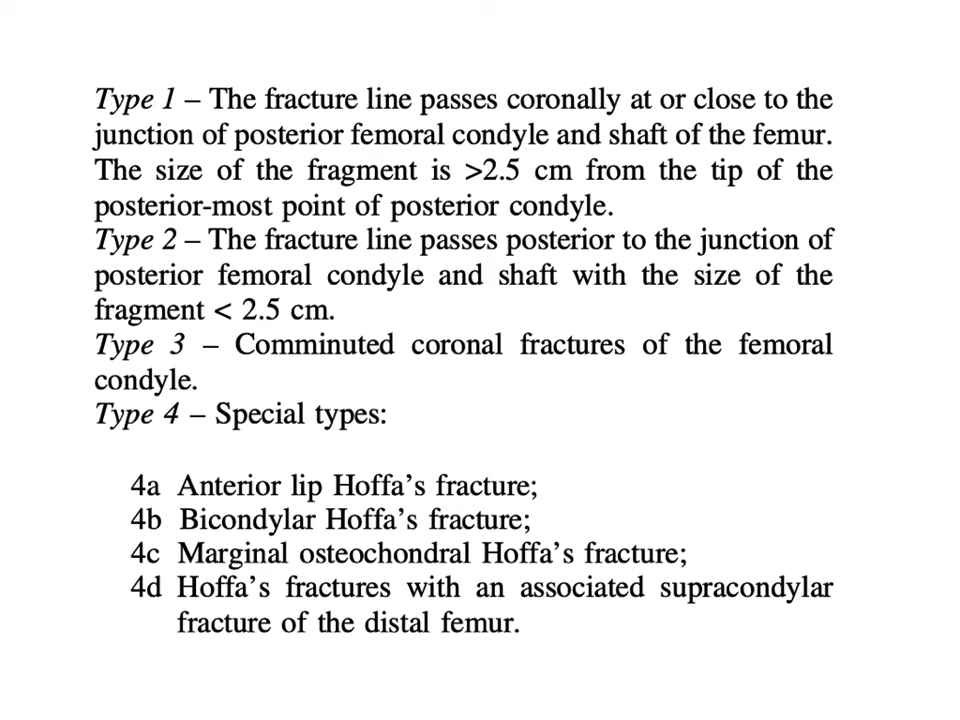 Type 1 – The fracture line passes coronally at or close to the
junction of posterior femoral condyle and shaft of the femur.
The size of the fragment is >2.5 cm from the tip of the
posterior-most point of posterior condyle.
Type 2 – The fracture line passes posterior to the junction of
posterior femoral condyle and shaft with the size of the
fragment < 2.5 cm.
Type 3 – Comminuted coronal fractures of the femoral
condyle.
Type 4 – Special types:
4a Anterior lip Hoffa’s fracture;
4b Bicondylar Hoffa’s fracture;
4c Marginal osteochondral Hoffa’s fracture;
4d Hoffa’s fractures with an associated supracondylar
fracture of the distal femur.